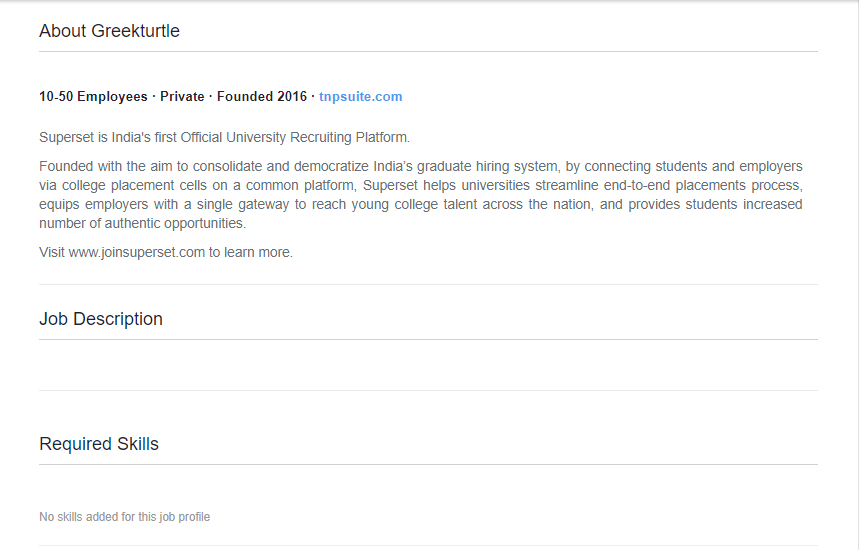 About Greekturtle
10-50 Employees · Private · Founded 2016 · tnpsuite.com
Superset is India's first Official University Recruiting Platform.
Founded with the aim to consolidate and democratize India’s graduate hiring system, by connecting students and employers
via college placement cells on a common platform, Superset helps universities streamline end-to-end placements process,
equips employers with a single gateway to reach young college talent across the nation, and provides students increased
number of authentic opportunities.
Visit www.joinsuperset.com to learn more.
Job Description
Required Skills
No skills added for this job profile